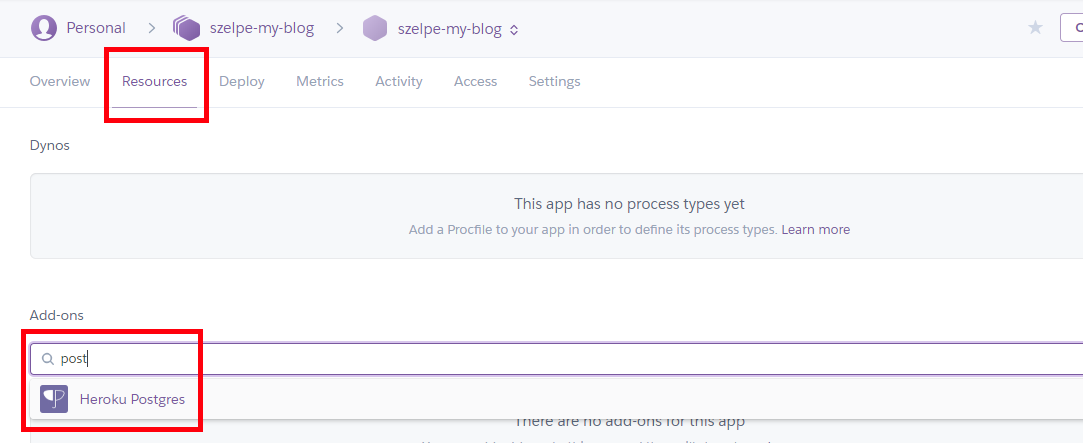 Personal > szelpe-my-blog > szelpe-my-blog
Overview Resources Deploy Metrics Activity Access Settings
Dynos
This app has no process types yet
Add a Procfile to your app in order to define its process types. Learn more
Add-ons
post
Heroku Postgres
There are no add-ons for this app